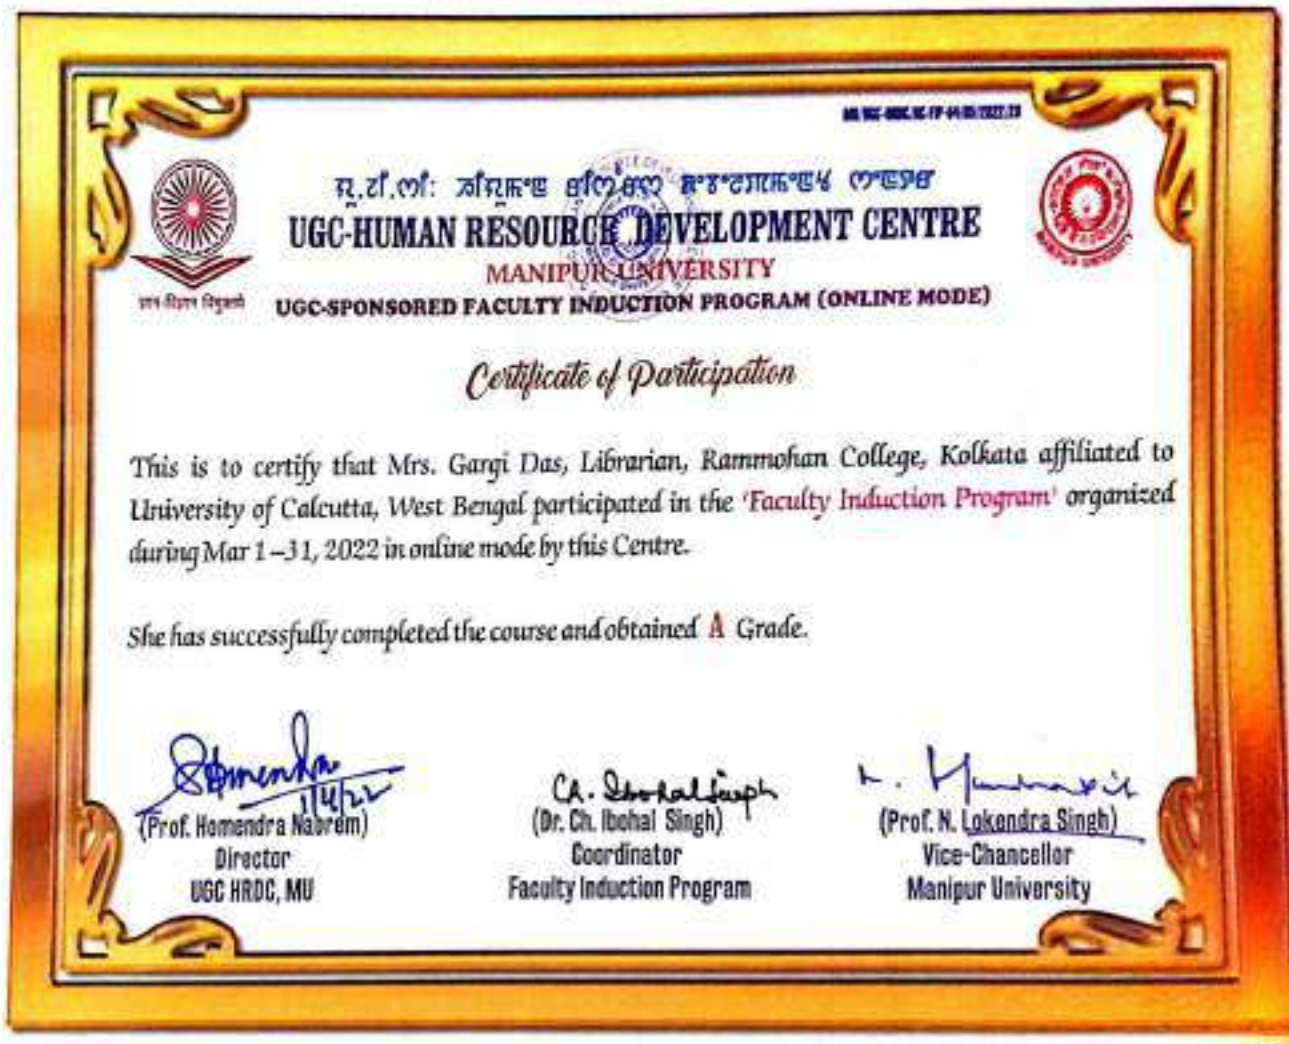 UGC-HUMAN RESOURCE DEVELOPMENT CENTRE
MANIPUR UNIVERSITY
UGC-SPONSORED FACULTY INDUCTION PROGRAM (ONLINE MODE)
Certificate of Participation
This is to certify that Mrs. Gargi Das, Librarian, Rammohan College, Kolkata affiliated to
University of Calcutta, West Bengal participated in the 'Faculty Induction Program' organized
during Mar 1–31, 2022 in online mode by this Centre.
She has successfully completed the course and obtained A Grade.
1/4/22
(Prof. Homendra Naorem)
Director
UGC HRDC, MU
(Dr. Ch. Ibohal Singh)
Coordinator
Faculty Induction Program
(Prof. N. Lokendra Singh)
Vice-Chancellor
Manipur University